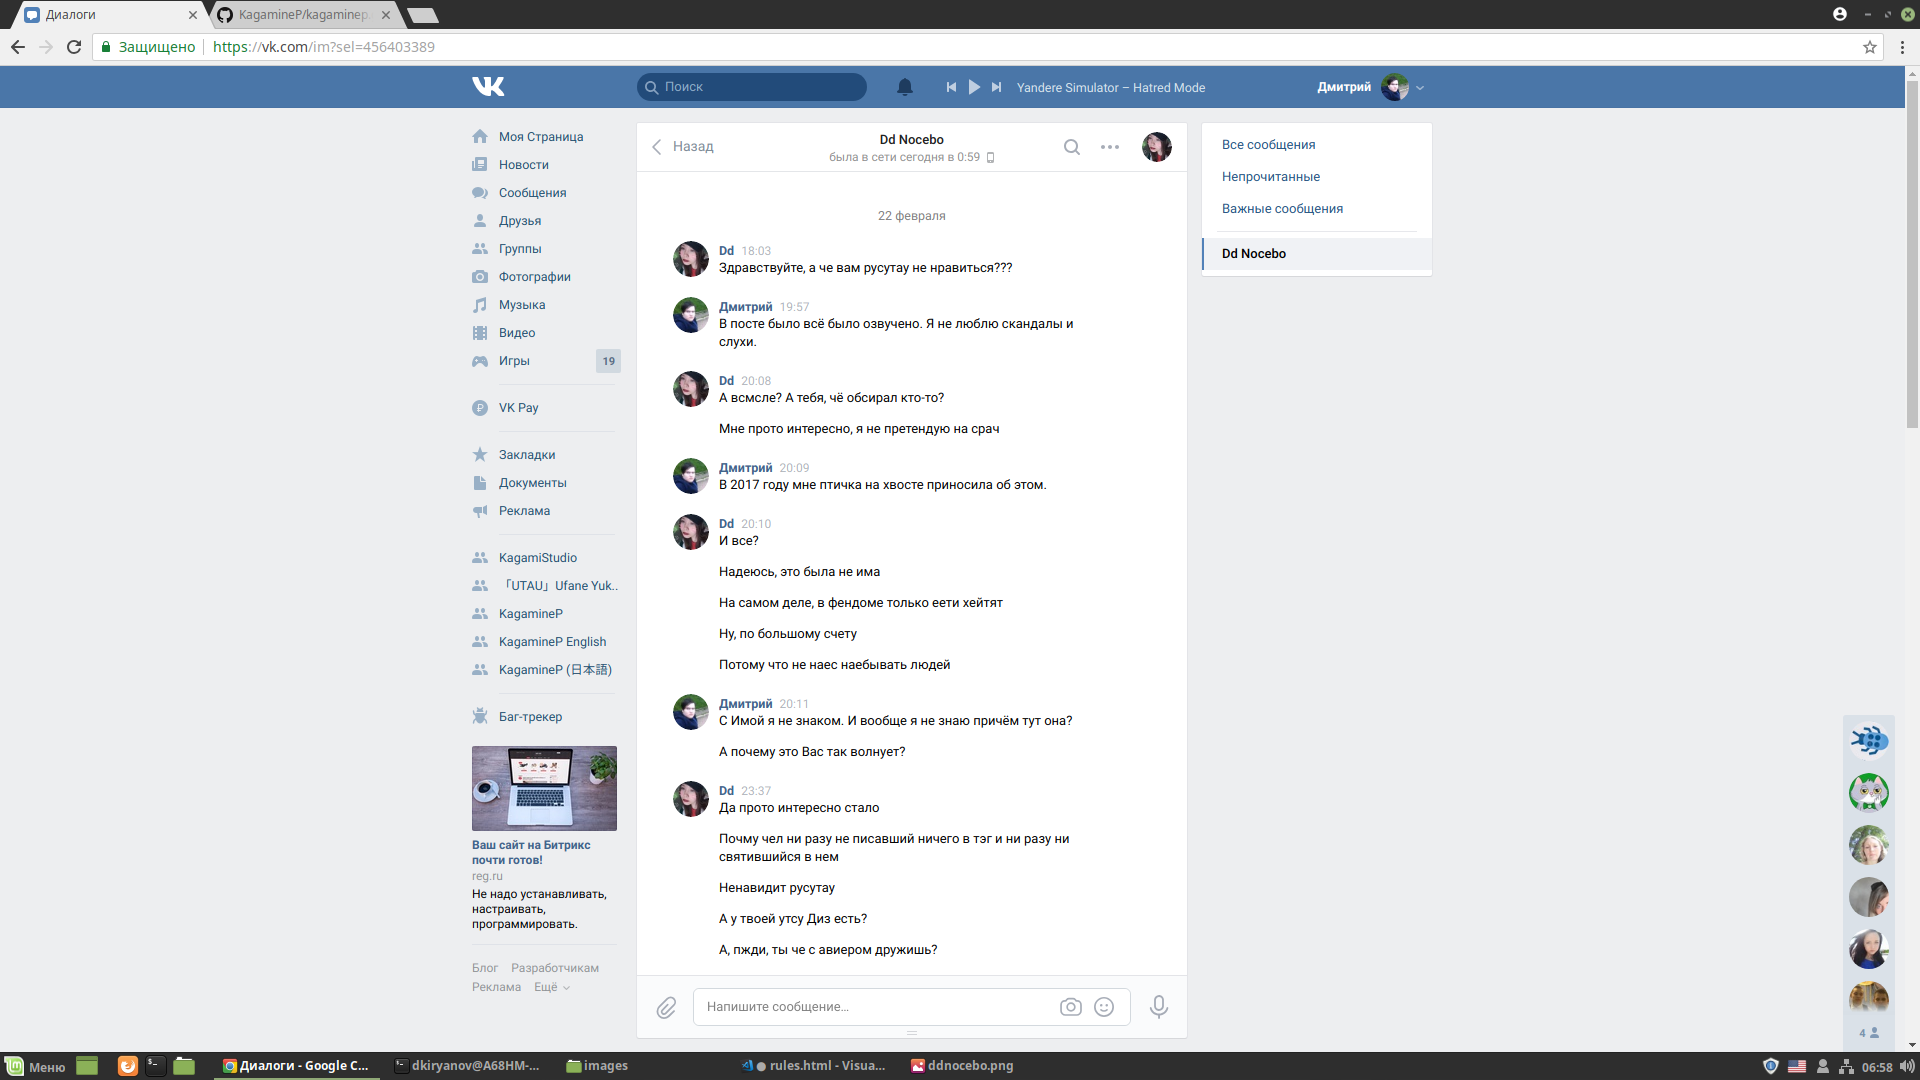 Диалоги
KagamineP/kagaminep.
Защищено
https://vk.com/im?sel=456403389
Поиск
Yandere Simulator – Hatred Mode
Дмитрий
Моя Страница
Новости
Сообщения
Друзья
Группы
Фотографии
Музыка
Видео
Игры
19
VK Pay
Закладки
Документы
Реклама
KagamiStudio
「UTAU」Ufane Yuk..
KagamineP
KagamineP English
KagamineP (日本語)
Баг-трекер
Ваш сайт на Битрикс
почти готов!
reg.ru
Не надо устанавливать,
настраивать,
программировать.
Блог Разработчикам
Реклама Ещё
Назад
Dd Nocebo
была в сети сегодня в 0:59
22 февраля
Dd 18:03
Здравствуйте, а че вам русутау не нравиться???
Дмитрий 19:57
В посте было всё было озвучено. Я не люблю скандалы и
слухи.
Dd 20:08
А всмсле? А тебя, чё обсирал кто-то?
Мне прото интересно, я не претендую на срач
Дмитрий 20:09
В 2017 году мне птичка на хвосте приносила об этом.
Dd 20:10
И все?
Надеюсь, это была не има
На самом деле, в фендоме только еети хейтят
Ну, по большому счету
Потому что не наес наебывать людей
Дмитрий 20:11
С Имой я не знаком. И вообще я не знаю причём тут она?
А почему это Вас так волнует?
Dd 23:37
Да прото интересно стало
Почму чел ни разу не писавший ничего в тэг и ни разу ни
святившийся в нем
Ненавидит русутау
А у твоей утсу Диз есть?
А, пжди, ты че с авиером дружишь?
Напишите сообщение...
Все сообщения
Непрочитанные
Важные сообщения
Dd Nocebo
4
Меню
Диалоги - Google C...
dkiryanov@A68HM-...
images
● rules.html - Visua...
ddnocebo.png
06:58